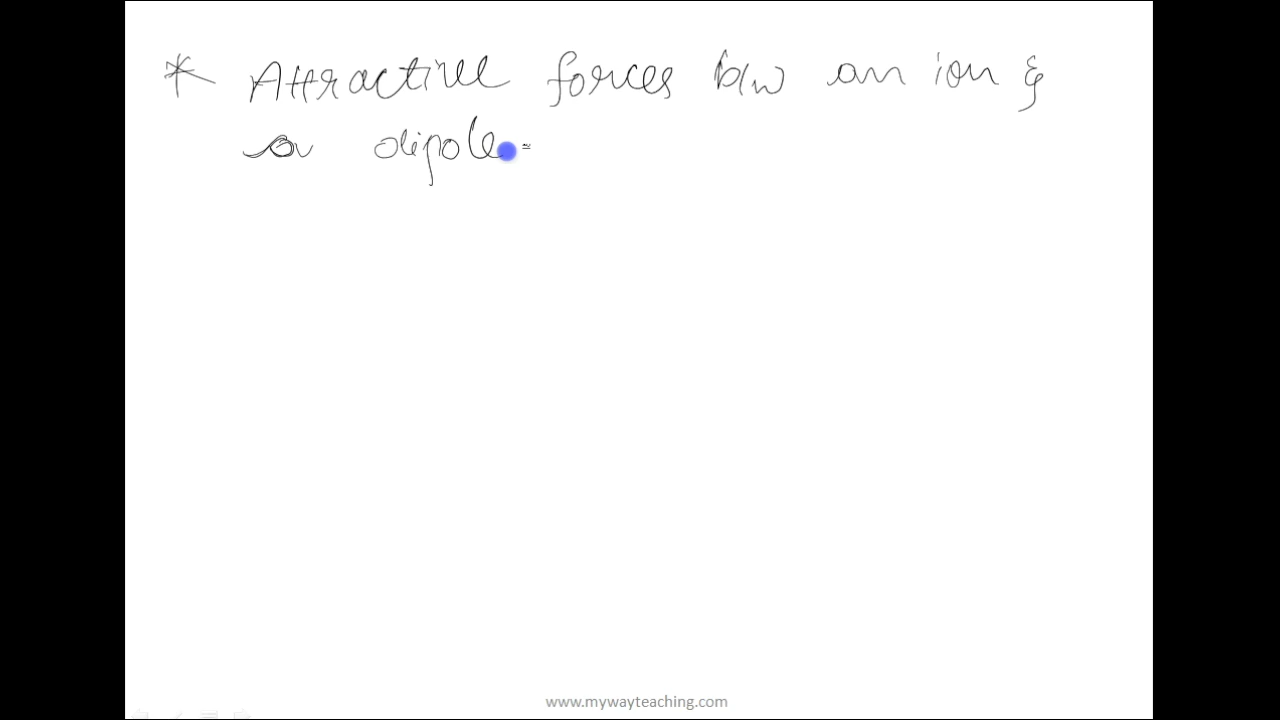 * Attractive forces b/w an ion &
a dipole =
www.mywayteaching.com